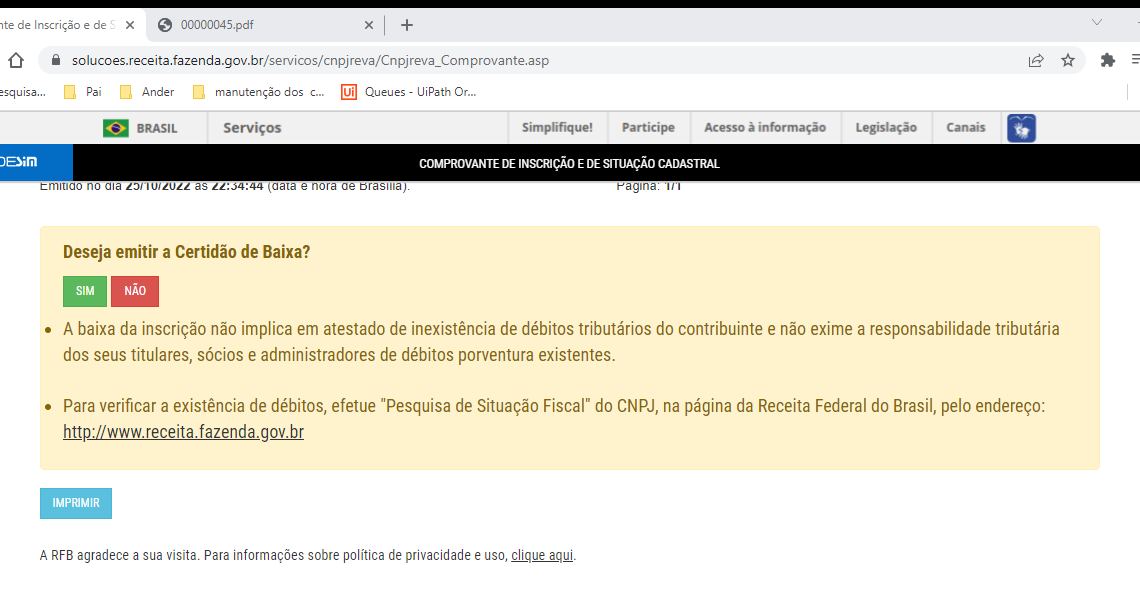 nte de Inscrição e de S
00000045.pdf
solucoes.receita.fazenda.gov.br/servicos/cnpjreva/Cnpjreva_Comprovante.asp
esquisa...
Pai
Ander
manutenção dos c...
Ui
Queues - UiPath Or...
BRASIL
Serviços
Simplifique!
Participe
Acesso à informação
Legislação
Canais
DESIM
COMPROVANTE DE INSCRIÇÃO E DE SITUAÇÃO CADASTRAL
Emitido no dia 25/10/2022 às 22:34:44 (data e hora de Brasília).
Página: 1/1
Deseja emitir a Certidão de Baixa?
SIM
NÃO
A baixa da inscrição não implica em atestado de inexistência de débitos tributários do contribuinte e não exime a responsabilidade tributária
dos seus titulares, sócios e administradores de débitos porventura existentes.
Para verificar a existência de débitos, efetue "Pesquisa de Situação Fiscal" do CNPJ, na página da Receita Federal do Brasil, pelo endereço:
http://www.receita.fazenda.gov.br
IMPRIMIR
A RFB agradece a sua visita. Para informações sobre política de privacidade e uso, clique aqui.